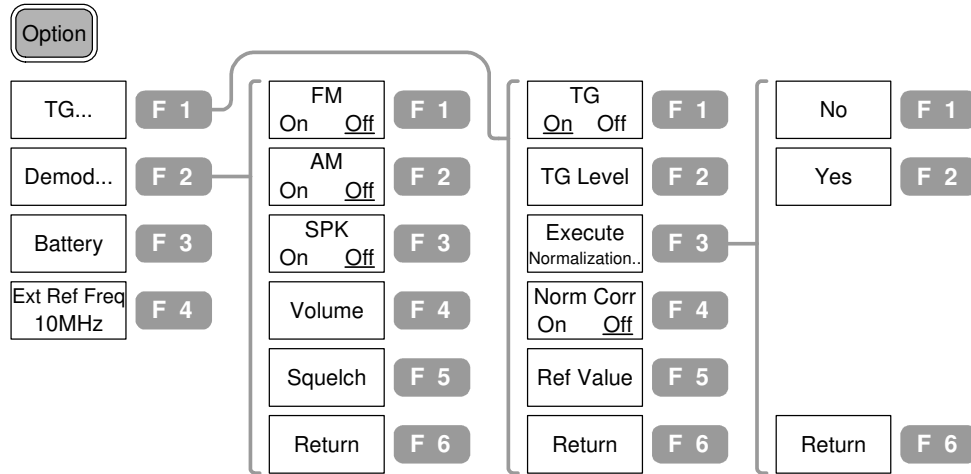 Option
TG...
F 1
Demod...
F 2
Battery
F 3
Ext Ref Freq
10MHz
F 4
FM
On Off
F 1
AM
On Off
F 2
SPK
On Off
F 3
Volume
F 4
Squelch
F 5
Return
F 6
TG
On Off
F 1
TG Level
F 2
Execute
Normalization..
F 3
Norm Corr
On Off
F 4
Ref Value
F 5
Return
F 6
No
F 1
Yes
F 2
Return
F 6